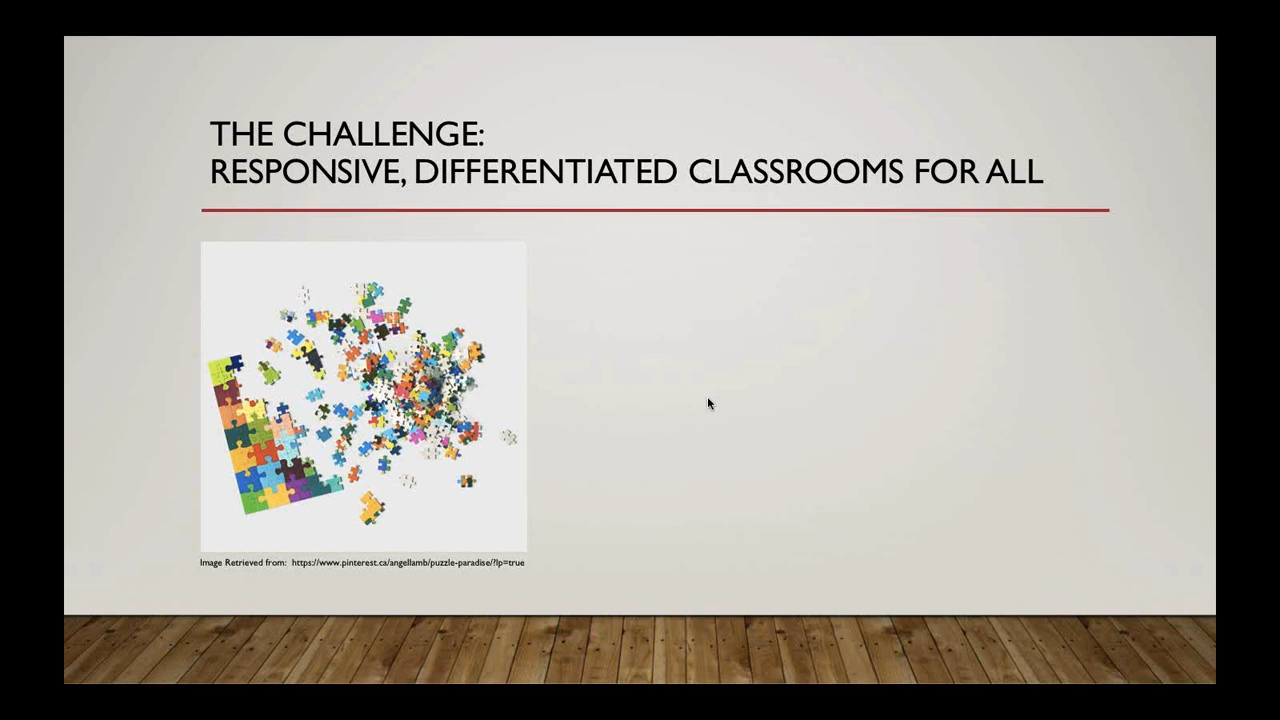 THE CHALLENGE:
RESPONSIVE, DIFFERENTIATED CLASSROOMS FOR ALL
Image Retrieved from: https://www.pinterest.ca/angellamb/puzzle-paradise/?lp=true